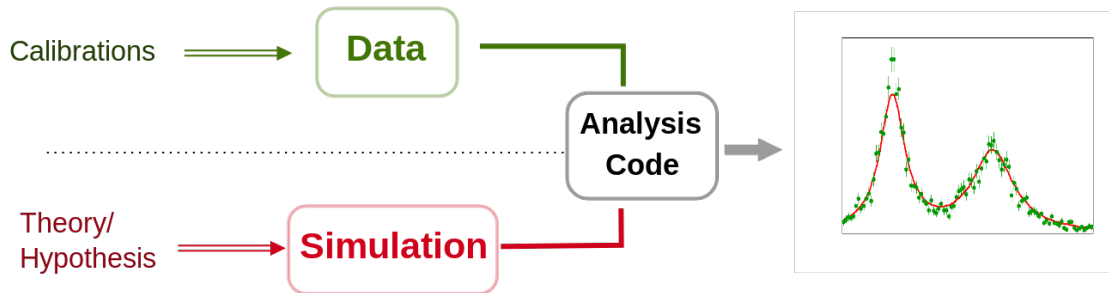 Calibrations
Data
Analysis
Code
Theory/
Hypothesis
Simulation